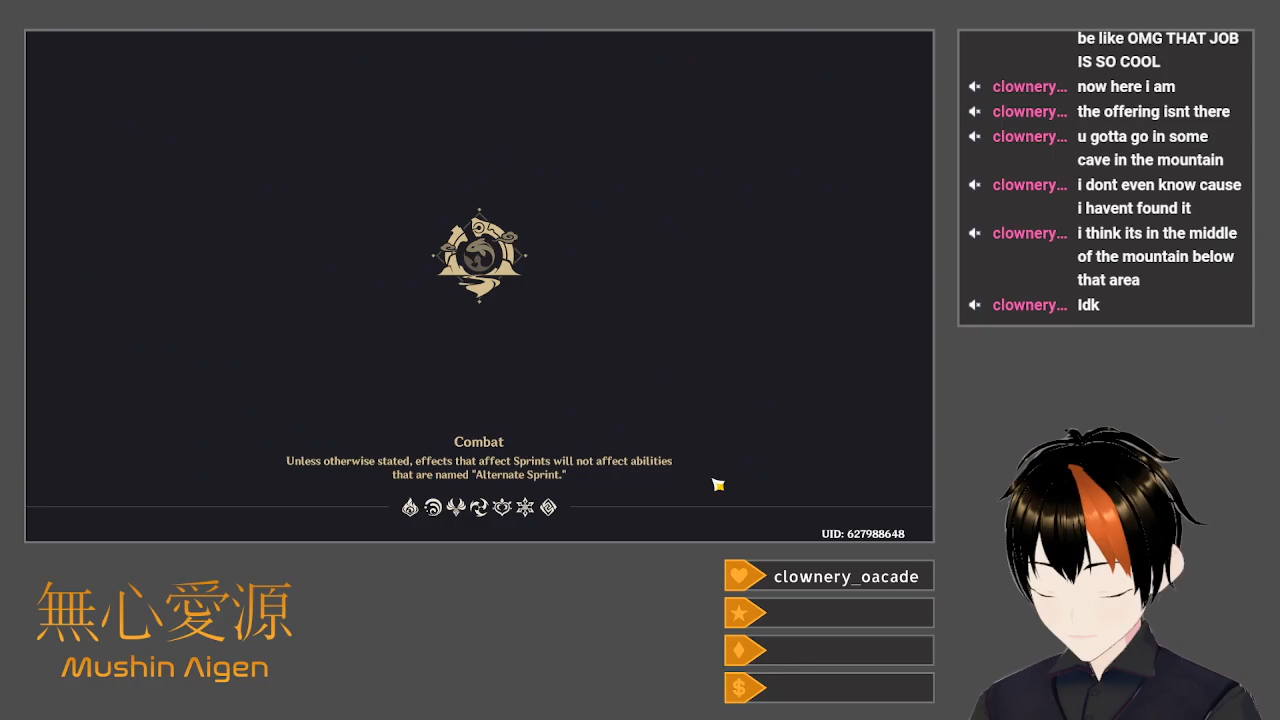 be like OMG THAT JOB
IS SO COOL
clownery... now here i am
clownery... the offering isnt there
clownery... u gotta go in some
cave in the mountain
clownery... i dont even know cause
i havent found it
clownery... i think its in the middle
of the mountain below
that area
clownery... Idk
Combat
Unless otherwise stated, effects that affect Sprints will not affect abilities
that are named "Alternate Sprint."
UID: 627988648
clownery_oacade
無心愛源
Mushin Aigen